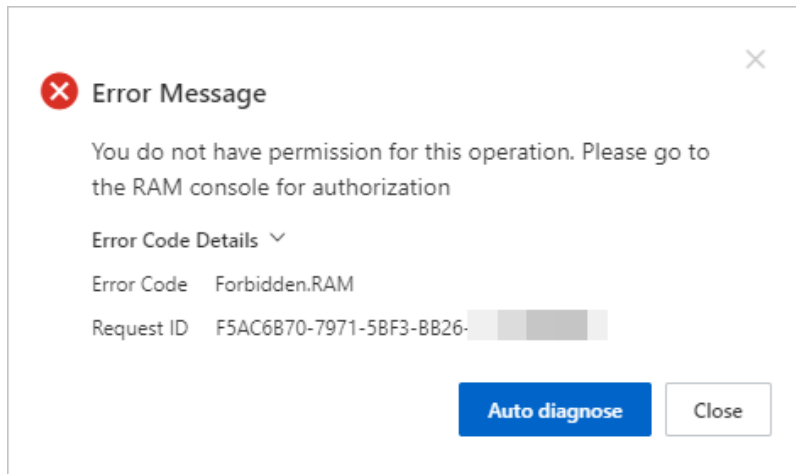 Error Message
You do not have permission for this operation. Please go to
the RAM console for authorization
Error Code Details
Error Code Forbidden.RAM
Request ID F5AC6B70-7971-5BF3-BB26-
Auto diagnose Close